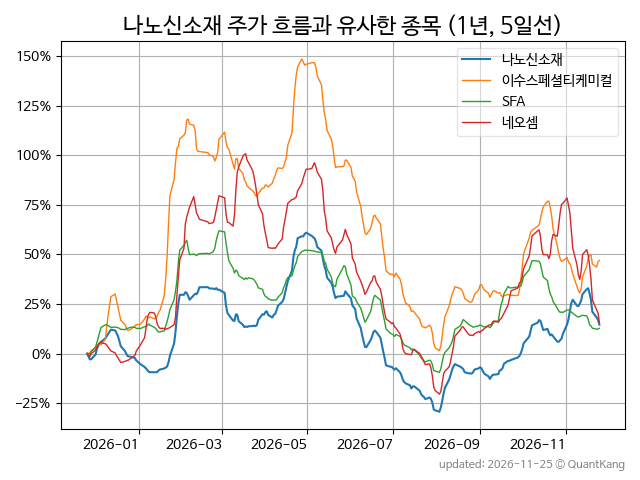 나노신소재 주가 흐름과 유사한 종목 (1년, 5일선)
나노신소재
이수스페셜티케미컬
SFA
네오셈
150%
125%
100%
75%
50%
25%
0%
−25%
2026-01
2026-03
2026-05
2026-07
2026-09
2026-11
updated: 2026-11-25 © QuantKang